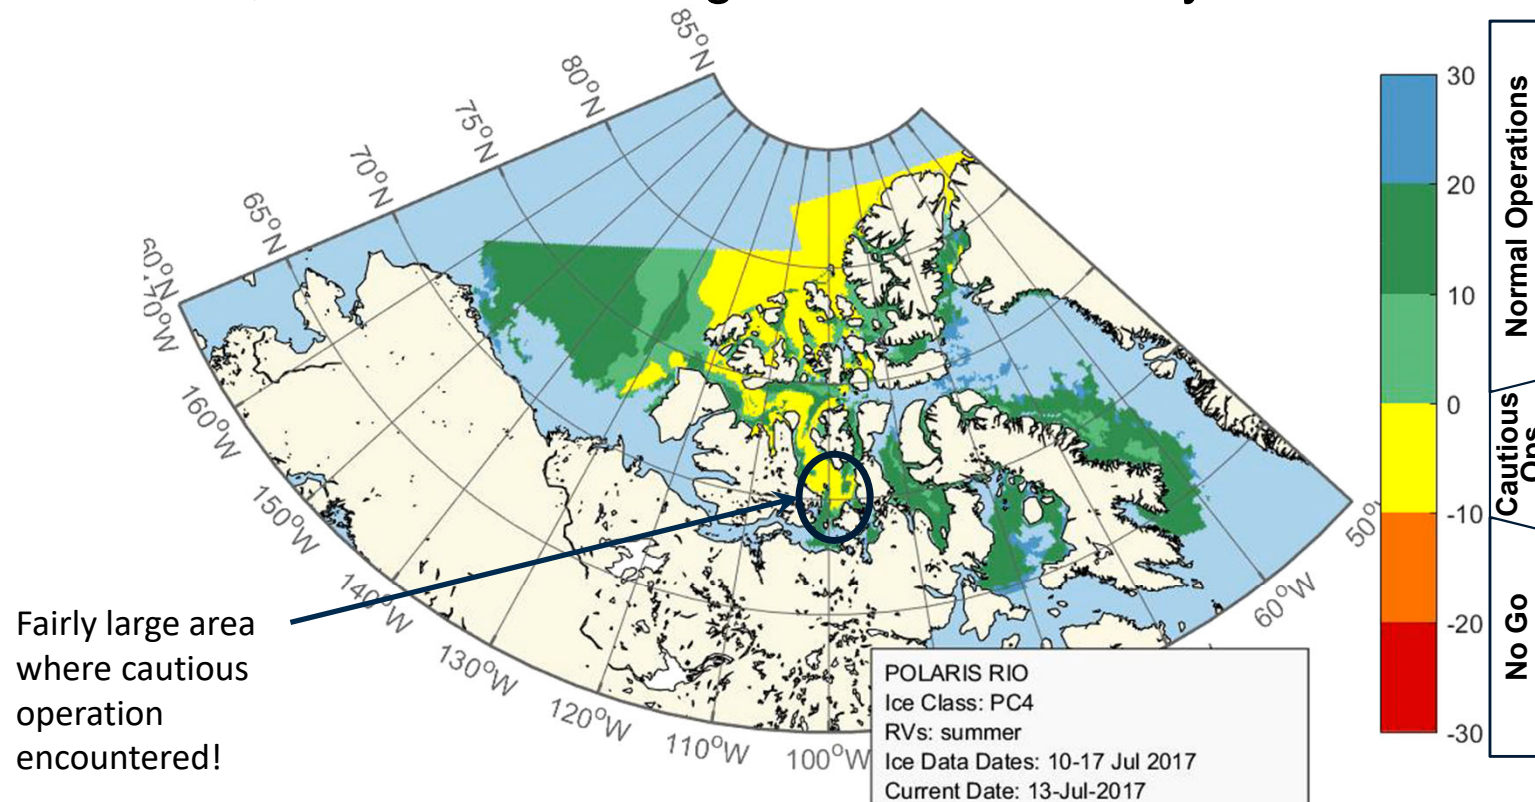 85°N
80°N
75°N
70°N
65°N
60°N
170°W
160°W
150°W
140°W
130°W
120°W
110°W
100°W
60°W
50°
30
20
10
0
-10
-20
-30
Normal Operations
Cautious
Ops
No Go
Fairly large area
where cautious
operation
encountered!
POLARIS RIO
Ice Class: PC4
RVs: summer
Ice Data Dates: 10-17 Jul 2017
Current Date: 13-Jul-2017